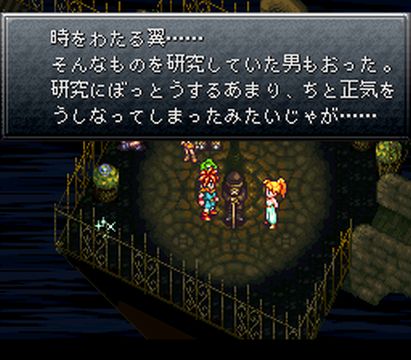 時をわたる翼……
そんなものを研究していた男もおった。
研究にぼっとうするあまり、ちと正気を
うしなってしまったみたいじゃが……